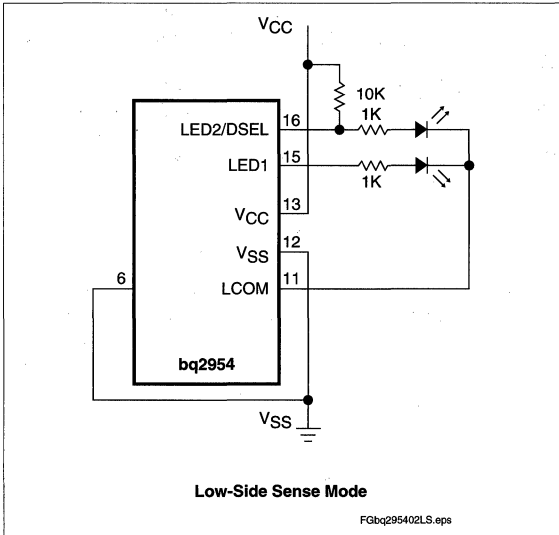 VCC
10K
1K
LED2/DSEL 16
LED1 15
1K
VCC 13
VSS 12
6
LCOM 11
bq2954
VSS
Low-Side Sense Mode
FGbq295402LS.eps